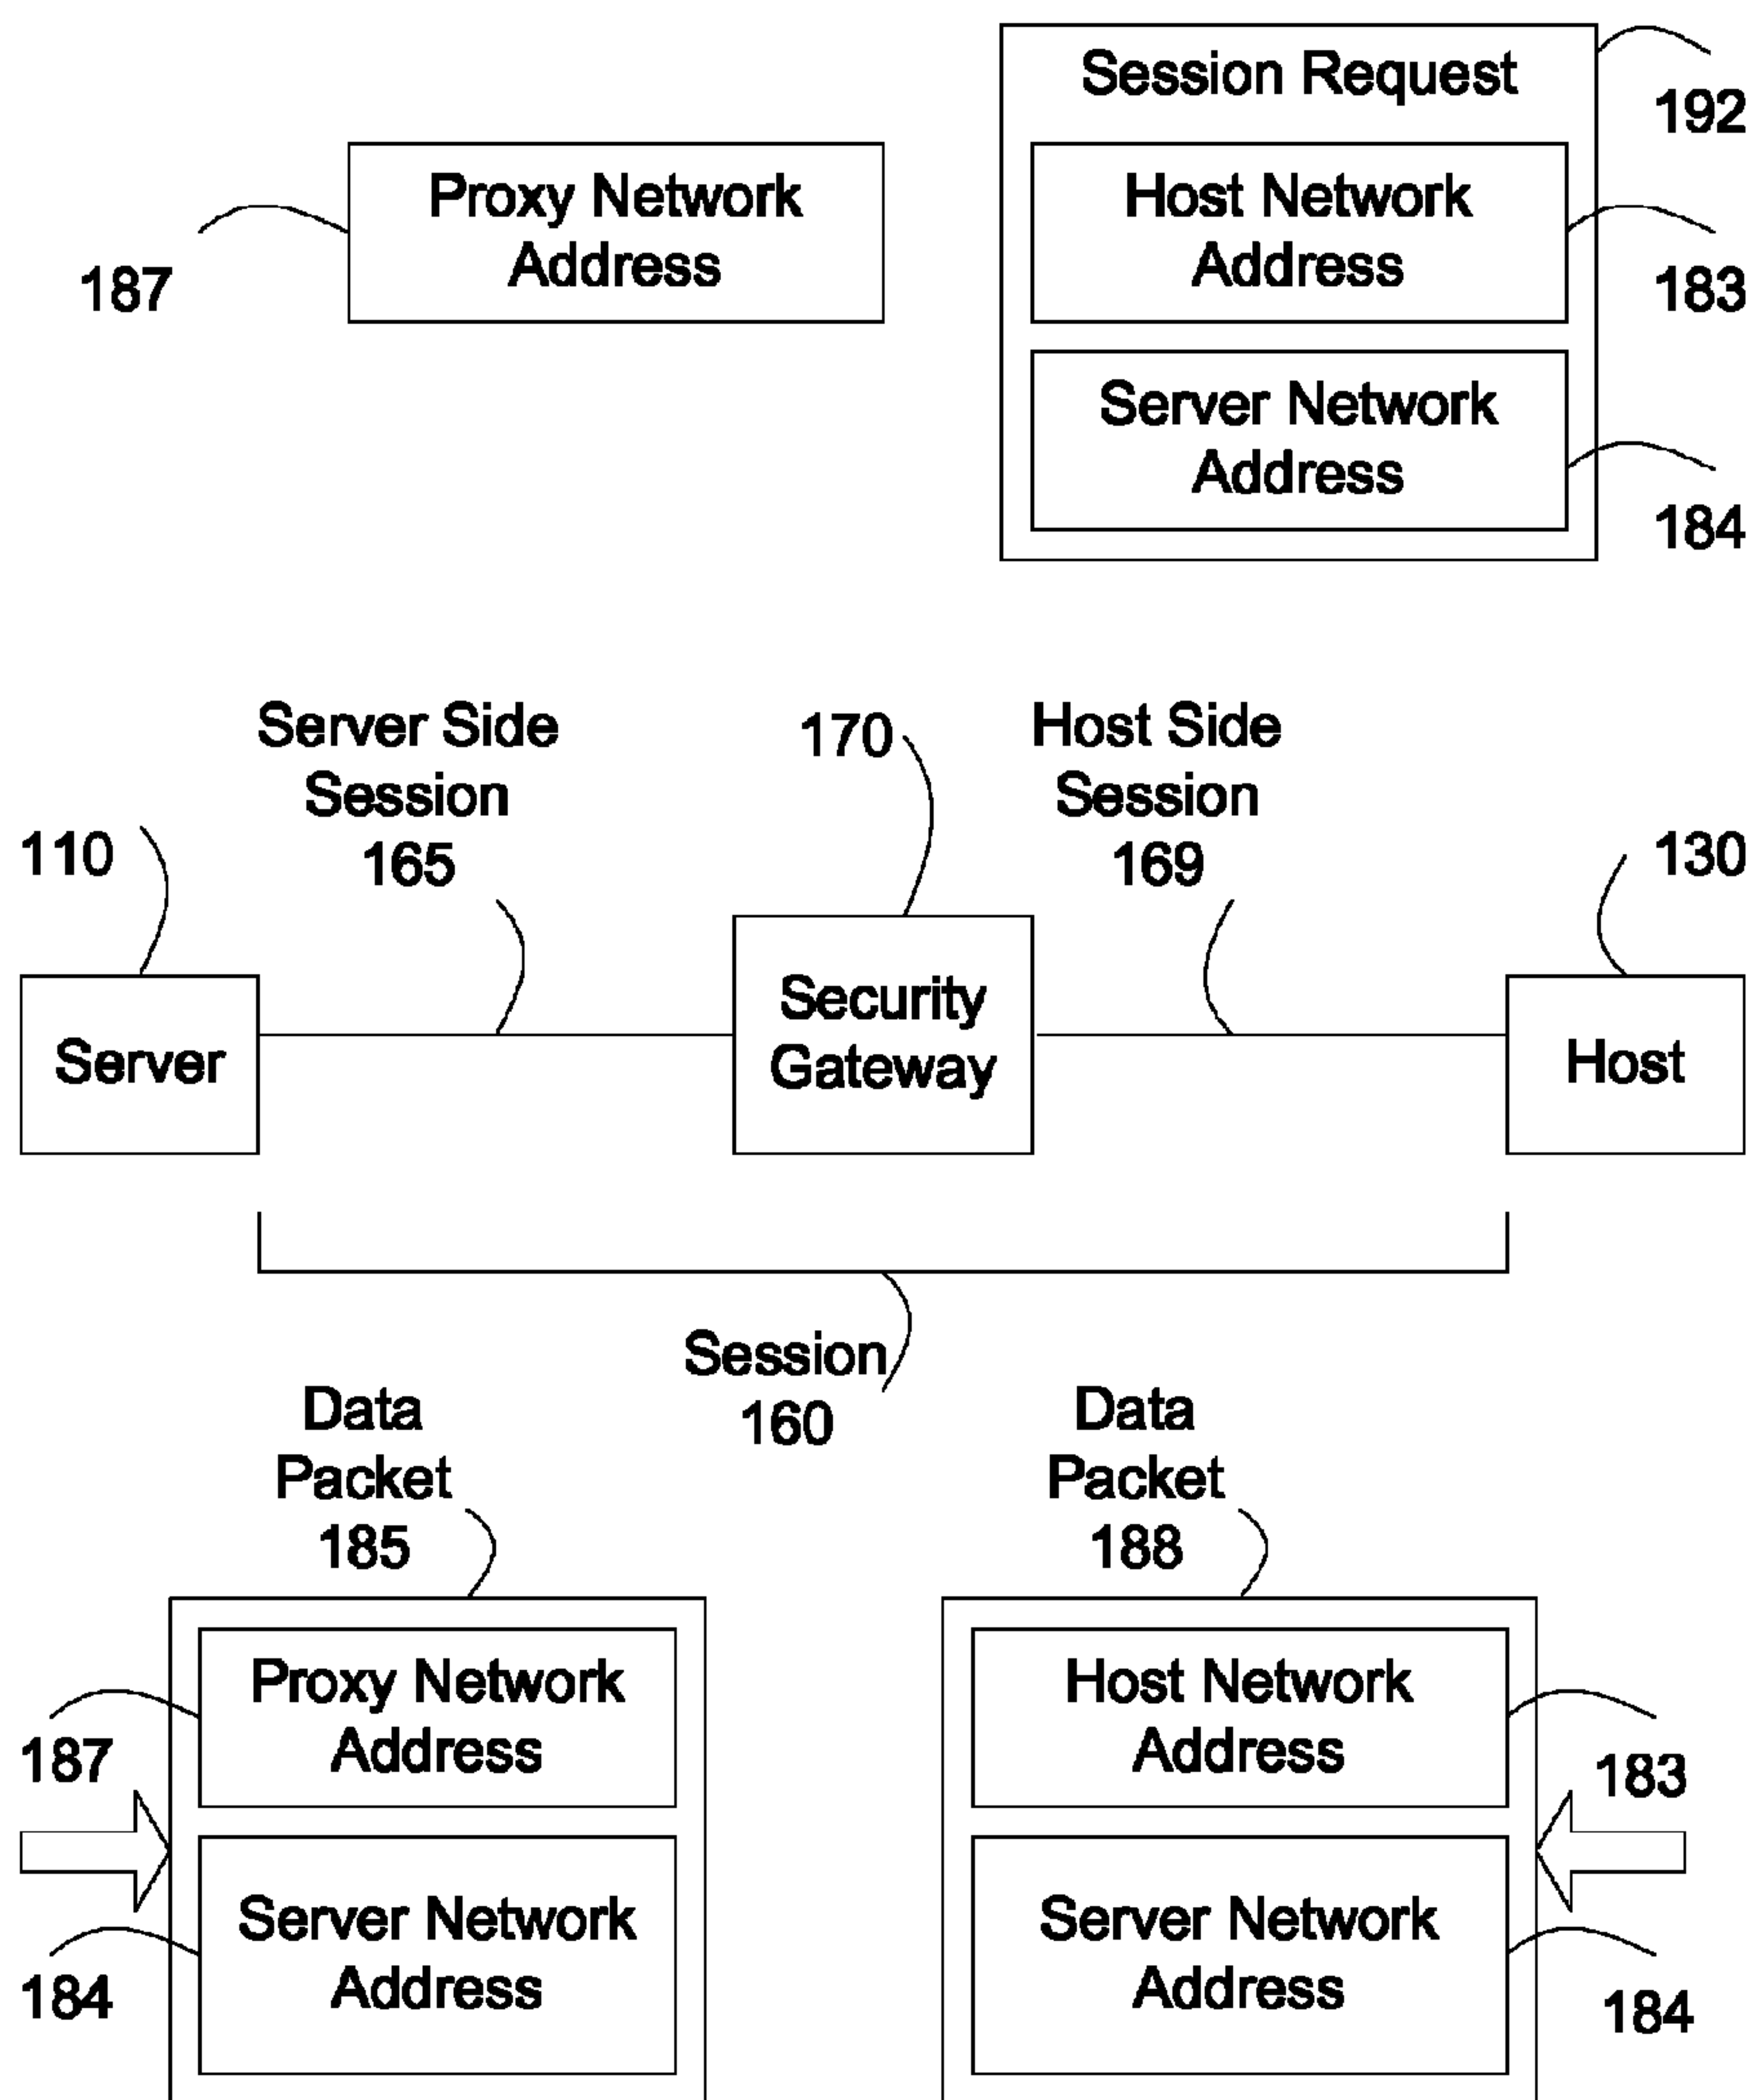 Session Request
192
Proxy Network
Address
187
Host Network
Address
183
Server Network
Address
184
Server Side
Session
165
170
Host Side
Session
169
110
130
Server
Security
Gateway
Host
Session
160
Data
Packet
185
Data
Packet
188
Proxy Network
Address
187
Server Network
Address
184
Host Network
Address
183
Server Network
Address
184